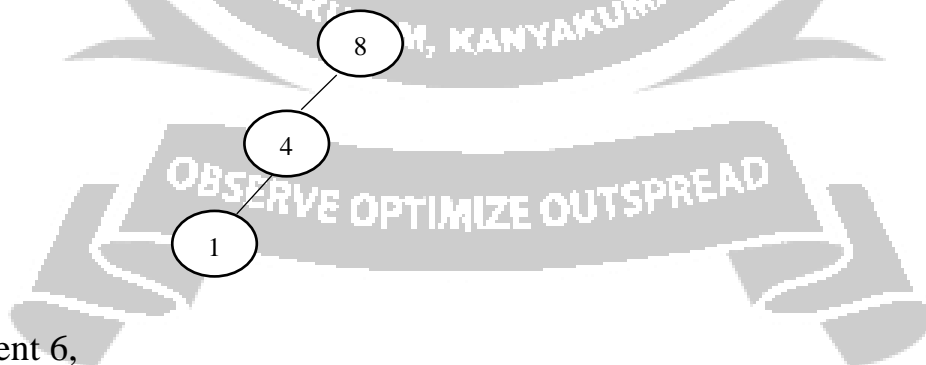 8
M, KANYAKUM
4
OBSERVE OPTIMIZE OUTSPREAD
1
ent 6,